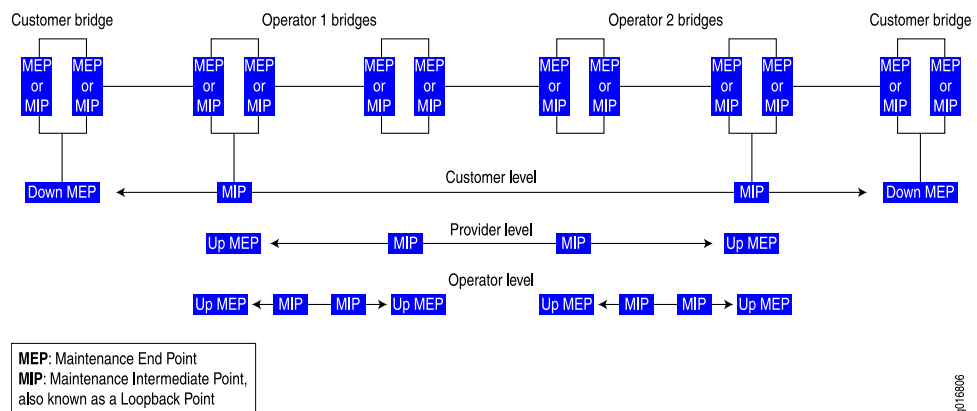 Customer bridge Operator 1 bridges Operator 2 bridges Customer bridge
MEP or MIP MEP or MIP MEP or MIP MEP or MIP MEP or MIP MEP or MIP MEP or MIP MEP or MIP MEP or MIP MEP or MIP MEP or MIP MEP or MIP
Down MEP MIP Customer level MIP Down MEP
Provider level
Up MEP MIP MIP Up MEP
Operator level
Up MEP MIP MIP Up MEP Up MEP MIP MIP Up MEP
MEP: Maintenance End Point
MIP: Maintenance Intermediate Point,
also known as a Loopback Point
g016806